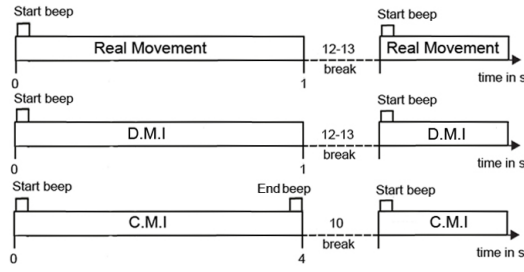 Start beep
Start beep
Real Movement
12-13
Real Movement
break
0
1
time in s
Start beep
Start beep
D.M.I
12-13
D.M.I
break
0
1
time in s
Start beep
End beep
Start beep
C.M.I
10
C.M.I
break
0
4
time in s